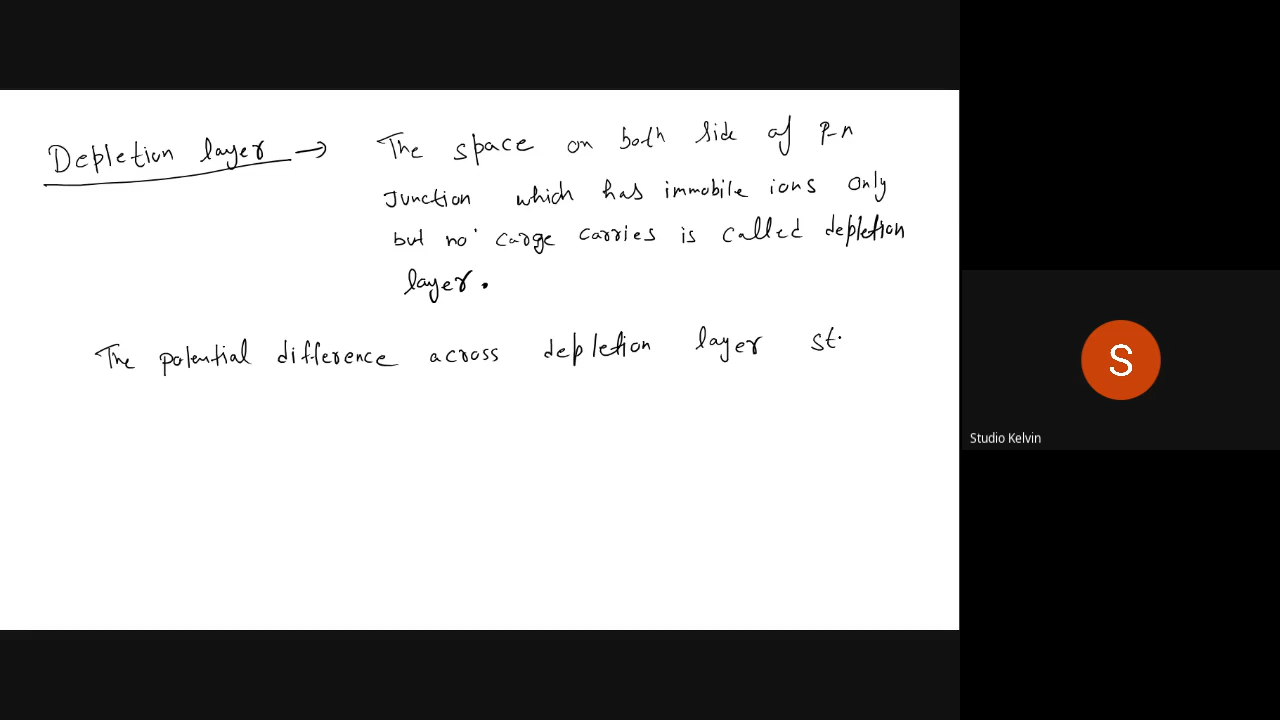 Depletion layer → The space on both side of P-n
Junction which has immobile ions only
but no carge carries is called depletion
layer.
The potential difference across depletion layer st
S
Studio Kelvin